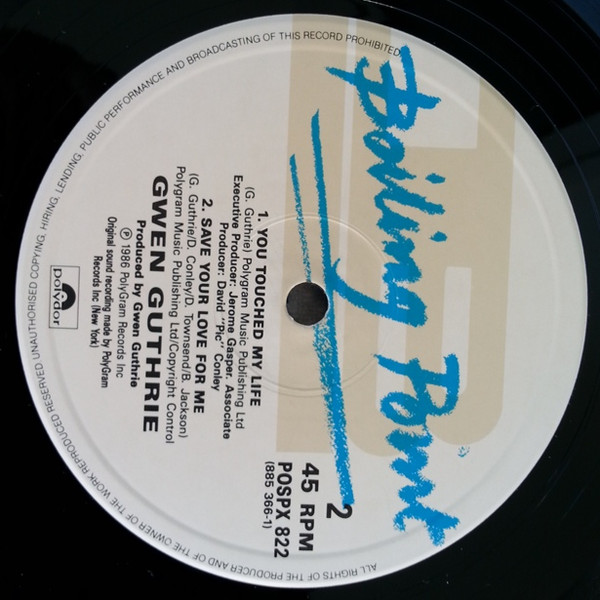 Boiling Point
2
45 RPM
POSPX 822
(885 366-1)
1. YOU TOUCHED MY LIFE
(G. Guthrie) Polygram Music Publishing Ltd
Executive Producer: Jerome Gasper. Associate
Producer: David "Pic" Conley
2. SAVE YOUR LOVE FOR ME
(G. Guthrie/D. Conley/D. Townsend/B. Jackson)
Polygram Music Publishing Ltd/Copyright Control
GWEN GUTHRIE
Produced by Gwen Guthrie
Ⓟ 1986 PolyGram Records Inc
Original sound recording made by PolyGram
Records Inc (New York)
polydor
ALL RIGHTS OF THE PRODUCER AND OF THE OWNER OF THE WORK REPRODUCED RESERVED UNAUTHORISED COPYING, HIRING, LENDING, PUBLIC PERFORMANCE AND BROADCASTING OF THIS RECORD PROHIBITED